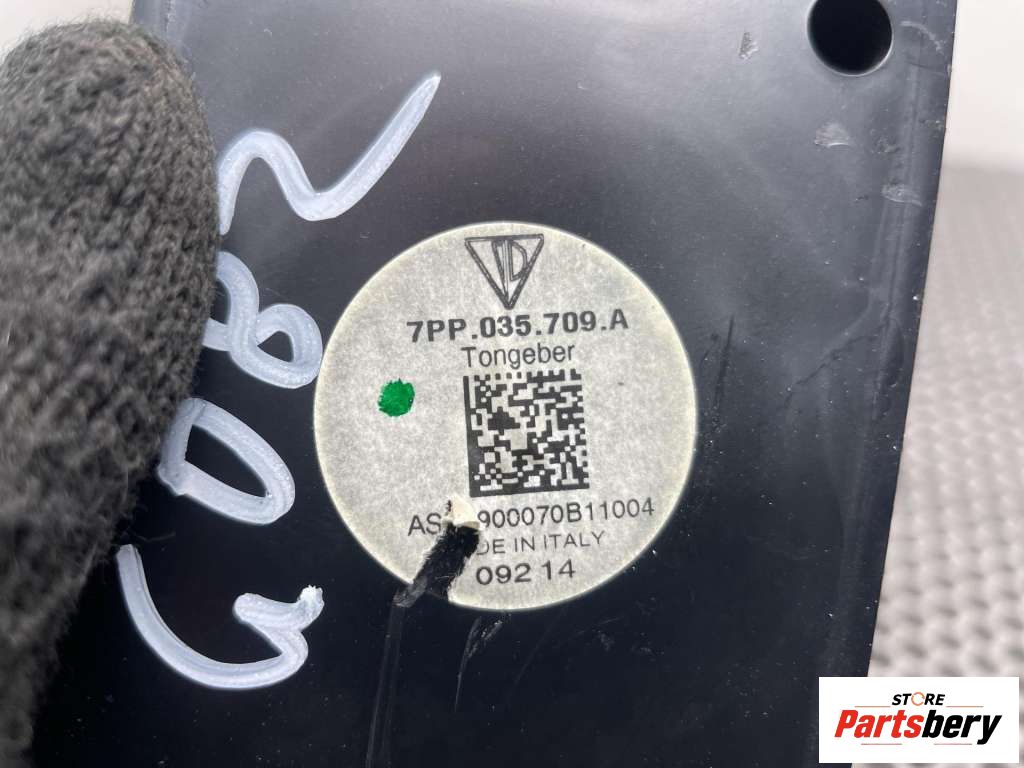 7PP.035.709.A
Tongeber
900070B11004
DE IN ITALY
09214
STORE
Partsbery